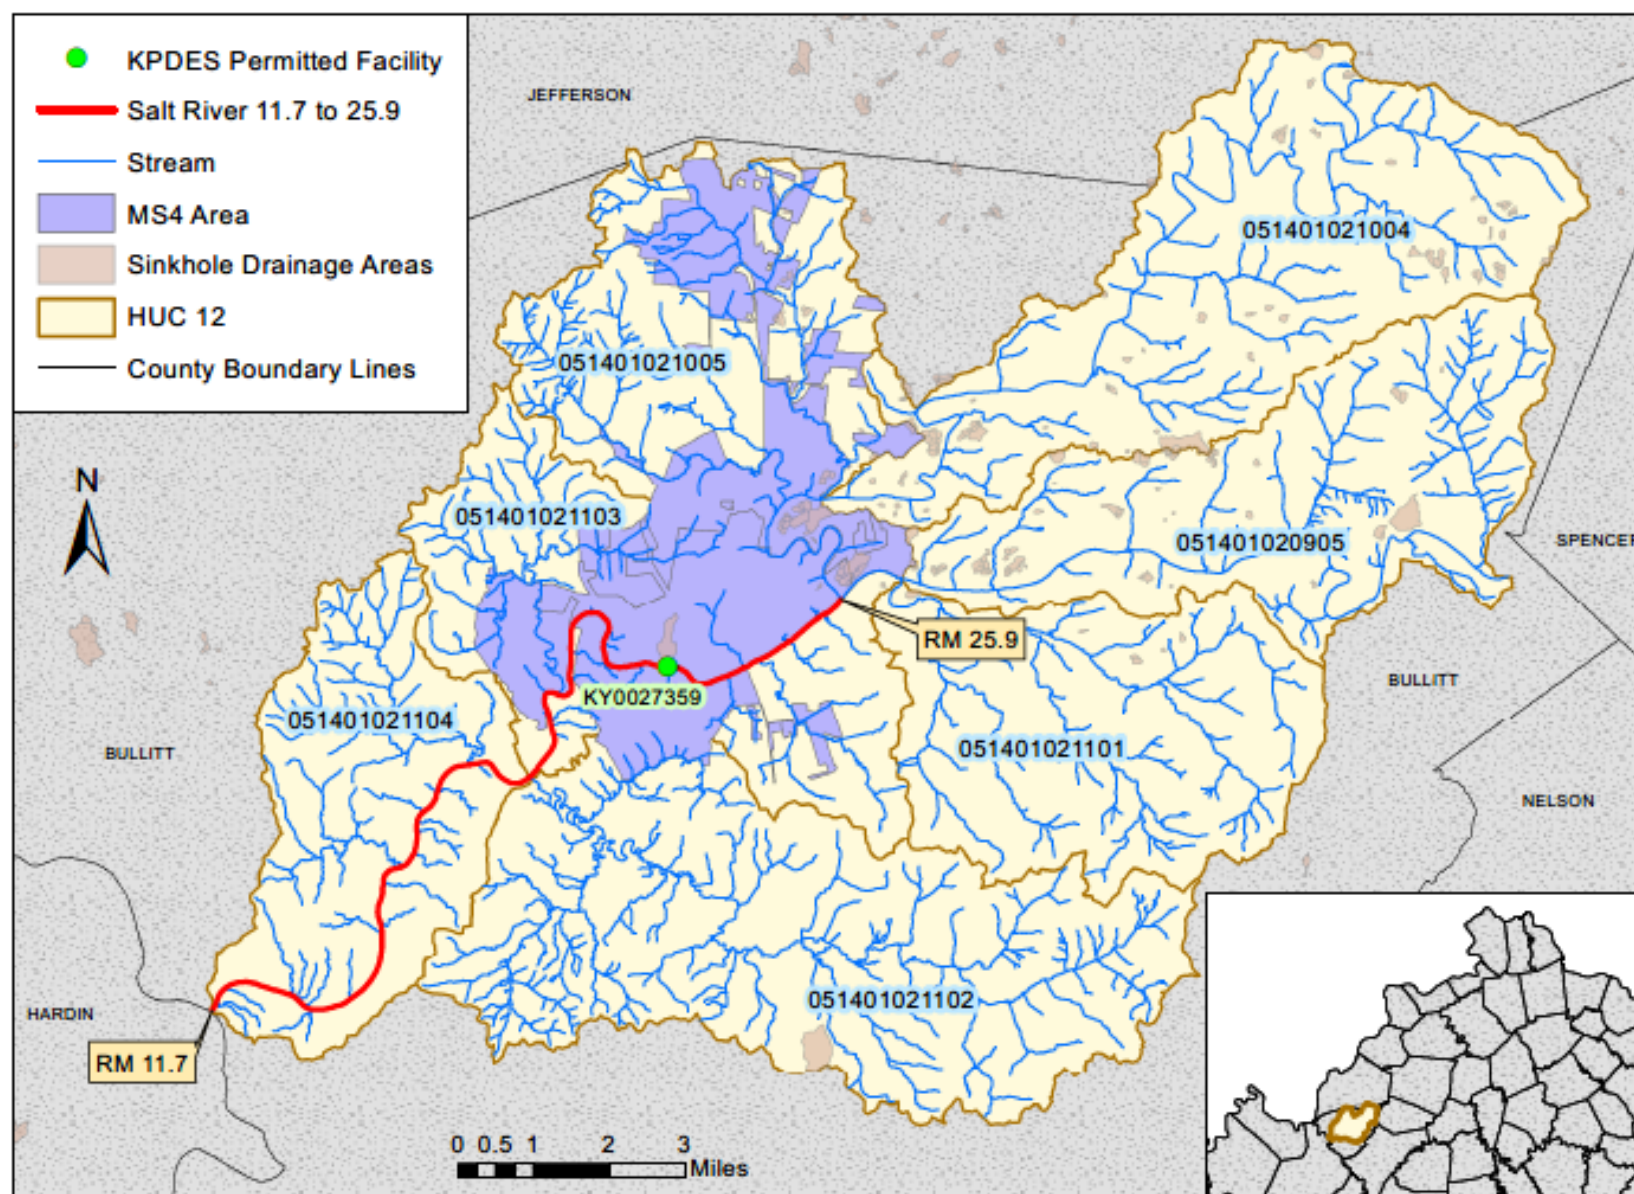 KPDES Permitted Facility
Salt River 11.7 to 25.9
Stream
MS4 Area
Sinkhole Drainage Areas
HUC 12
County Boundary Lines
JEFFERSON
051401021004
051401021005
N
051401021103
051401020905
SPENCER
RM 25.9
BULLITT
KY0027359
051401021104
051401021101
BULLITT
NELSON
051401021102
HARDIN
RM 11.7
0 0.5 1 2 3
Miles